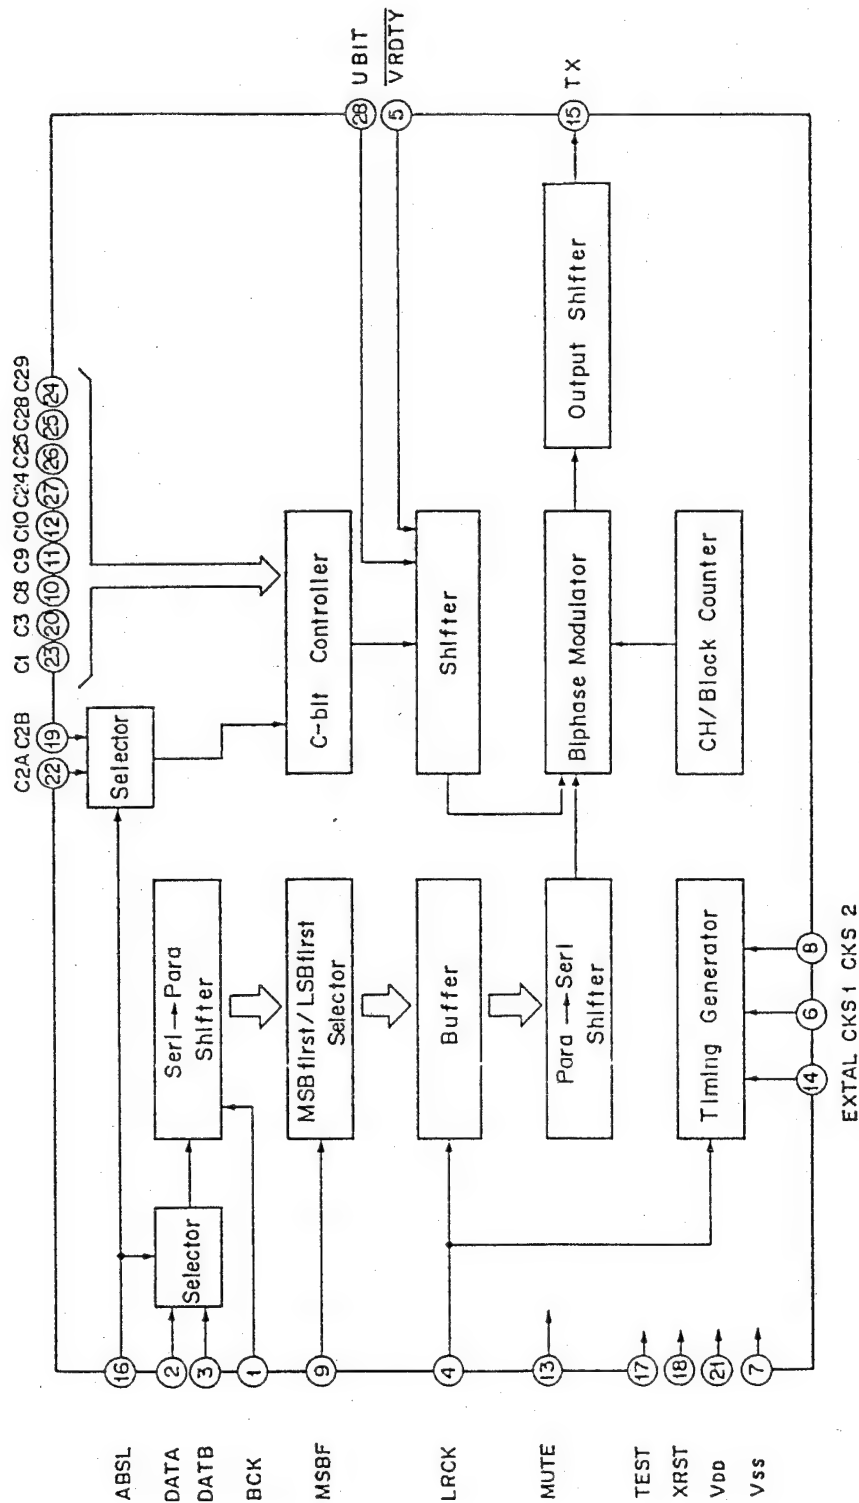 C2A C2B C1 C3 C8 C9 C10 C24 C25 C28 C29
22 19 23 20 10 11 12 27 26 25 24
ABSL 16
DATA 2
DATB 3
BCK 1
MSBF 9
LRCK 4
MUTE 13
TEST 17
XRST 18
VDD 21
VSS 7
Selector
Selector
Seri→Para
Shifter
MSBfirst/LSBfirst
Selector
Buffer
Para→Seri
Shifter
Timing Generator
C-bit Controller
Shifter
Biphase Modulator
CH/Block Counter
Output Shifter
28 UBIT
5 VRDTY
15 TX
14 6 8
EXTAL CKS1 CKS 2